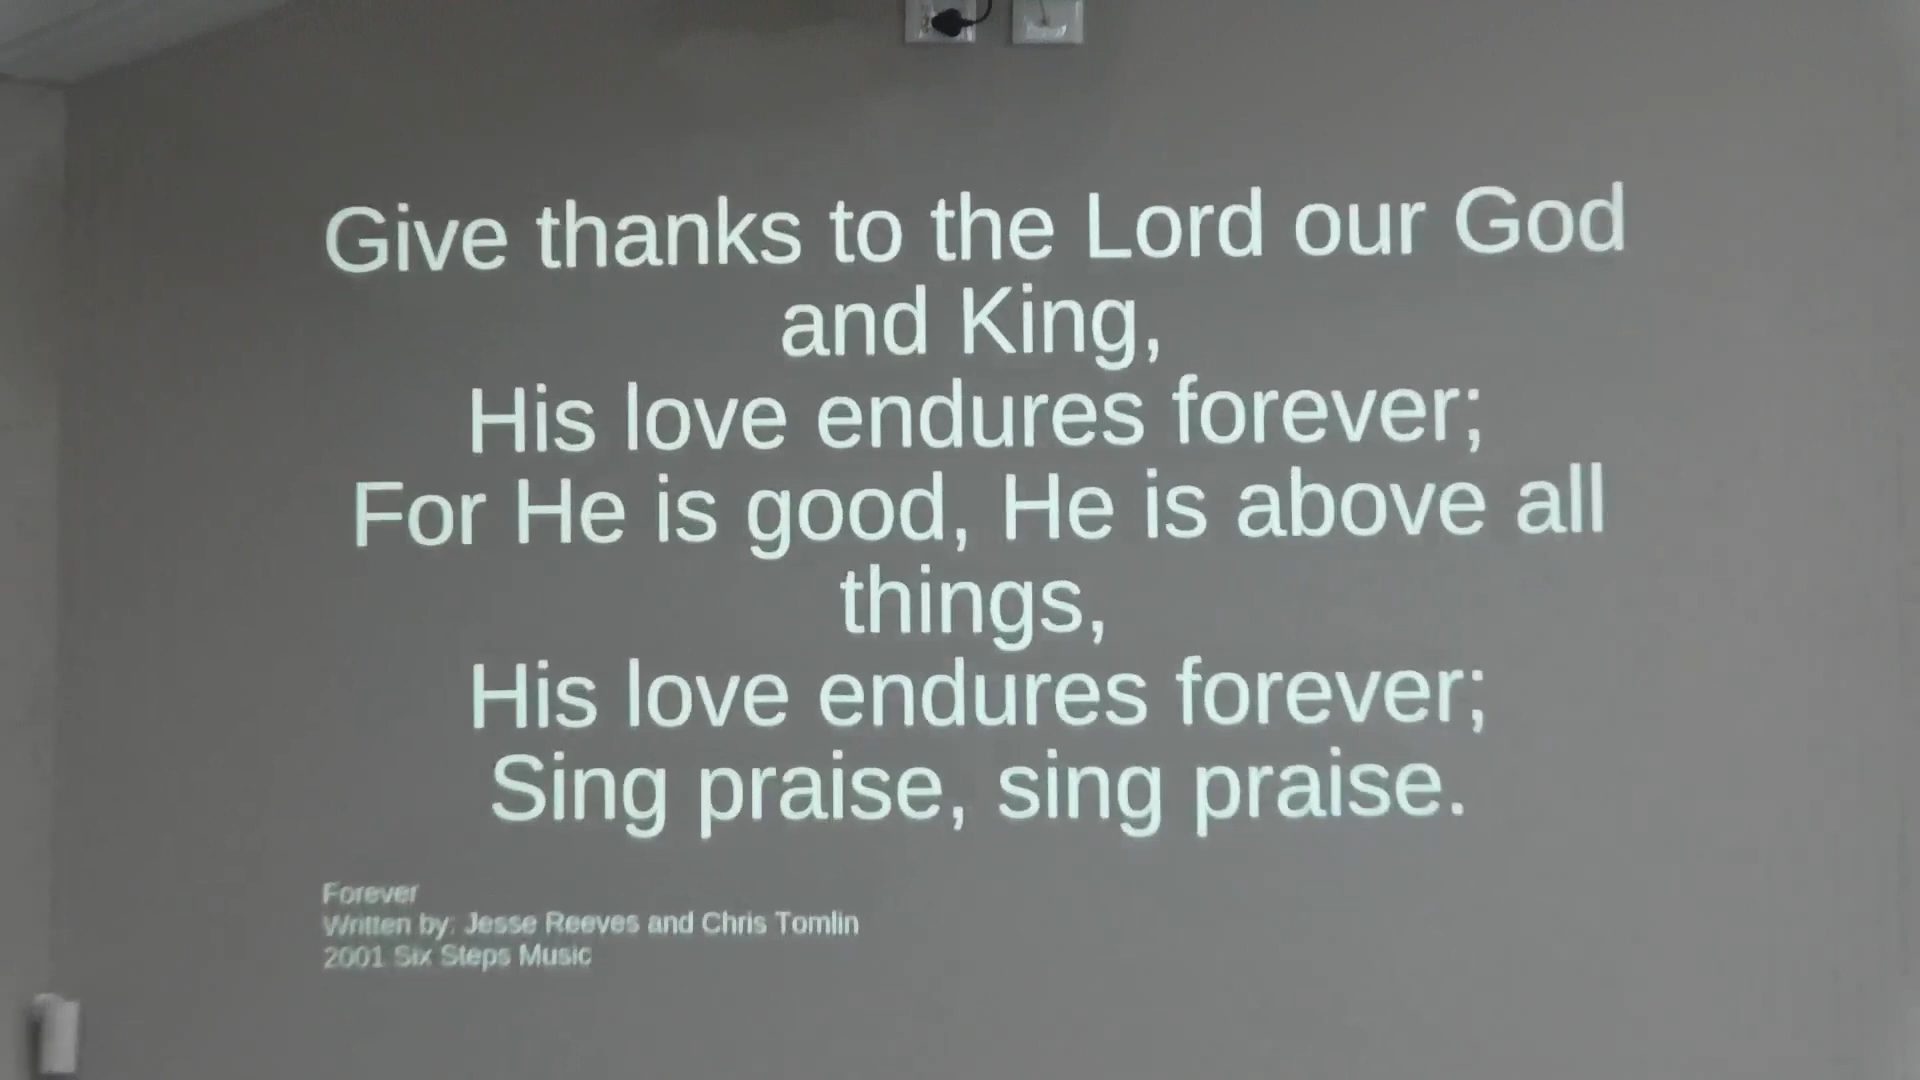 Give thanks to the Lord our God
and King,
His love endures forever;
For He is good, He is above all
things,
His love endures forever;
Sing praise, sing praise.
Forever
Written by: Jesse Reeves and Chris Tomlin
2001 Six Steps Music